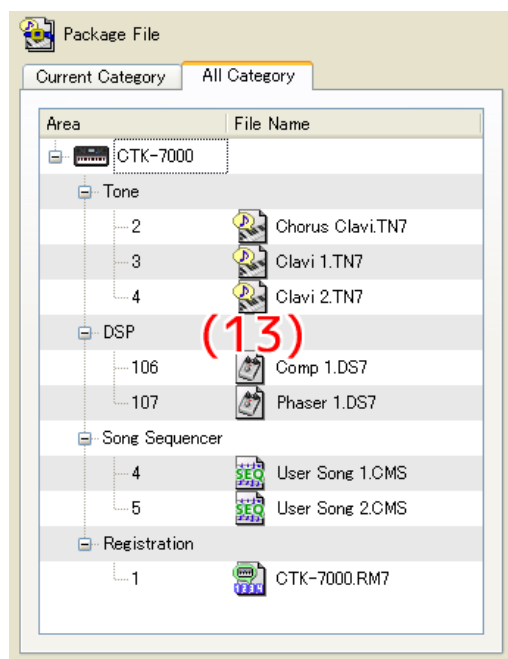 Package File
Current Category All Category
Area File Name
CTK-7000
Tone
2 Chorus Clavi.TN7
3 Clavi 1.TN7
4 Clavi 2.TN7
DSP (13)
106 Comp 1.DS7
107 Phaser 1.DS7
Song Sequencer
4 User Song 1.CMS
5 User Song 2.CMS
Registration
1 CTK-7000.RM7